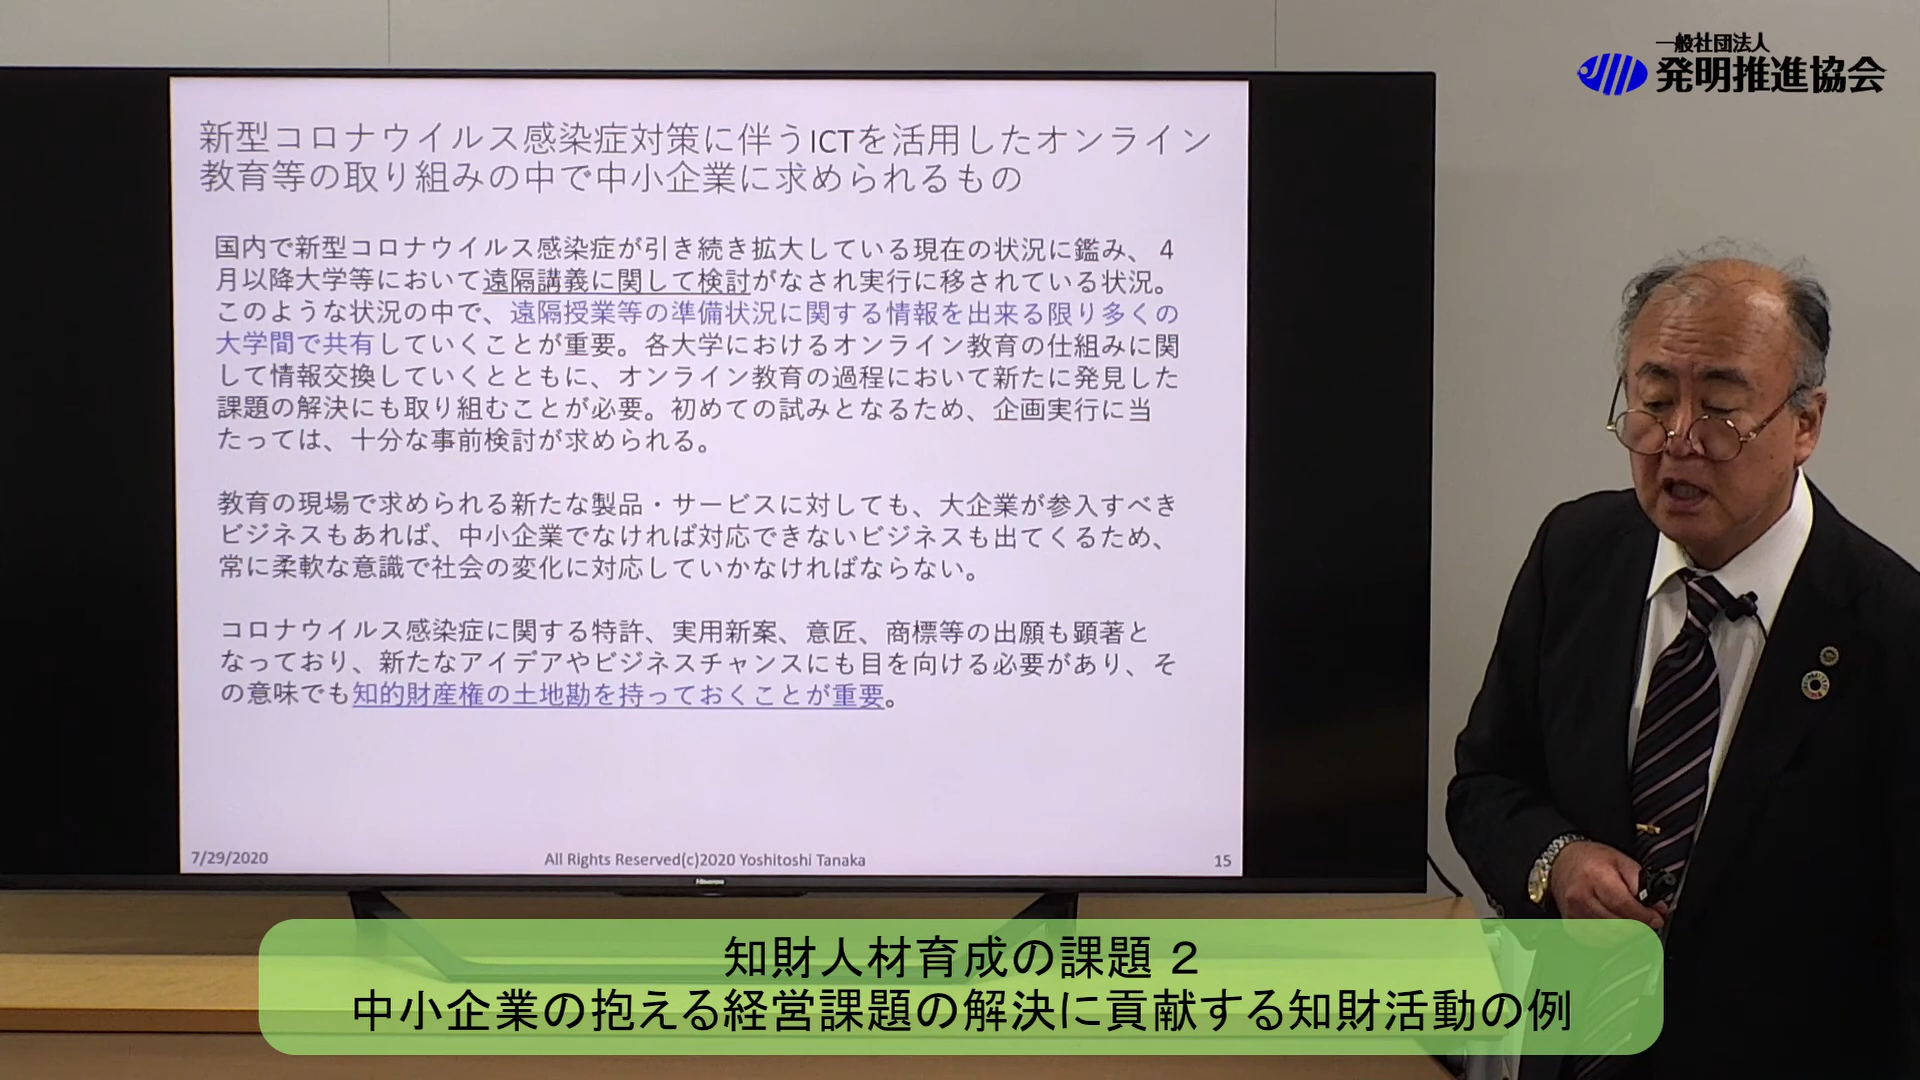 一般社団法人
発明推進協会
新型コロナウイルス感染症対策に伴うICTを活用したオンライン
教育等の取り組みの中で中小企業に求められるもの
国内で新型コロナウイルス感染症が引き続き拡大している現在の状況に鑑み、４
月以降大学等において遠隔講義に関して検討がなされ実行に移されている状況。
このような状況の中で、遠隔授業等の準備状況に関する情報を出来る限り多くの
大学間で共有していくことが重要。各大学におけるオンライン教育の仕組みに関
して情報交換していくとともに、オンライン教育の過程において新たに発見した
課題の解決にも取り組むことが必要。初めての試みとなるため、企画実行に当
たっては、十分な事前検討が求められる。
教育の現場で求められる新たな製品・サービスに対しても、大企業が参入すべき
ビジネスもあれば、中小企業でなければ対応できないビジネスも出てくるため、
常に柔軟な意識で社会の変化に対応していかなければならない。
コロナウイルス感染症に関する特許、実用新案、意匠、商標等の出願も顕著と
なっており、新たなアイデアやビジネスチャンスにも目を向ける必要があり、そ
の意味でも知的財産権の土地勘を持っておくことが重要。
7/29/2020
All Rights Reserved(c)2020 Yoshitoshi Tanaka
15
Hisense
知財人材育成の課題 ２
中小企業の抱える経営課題の解決に貢献する知財活動の例